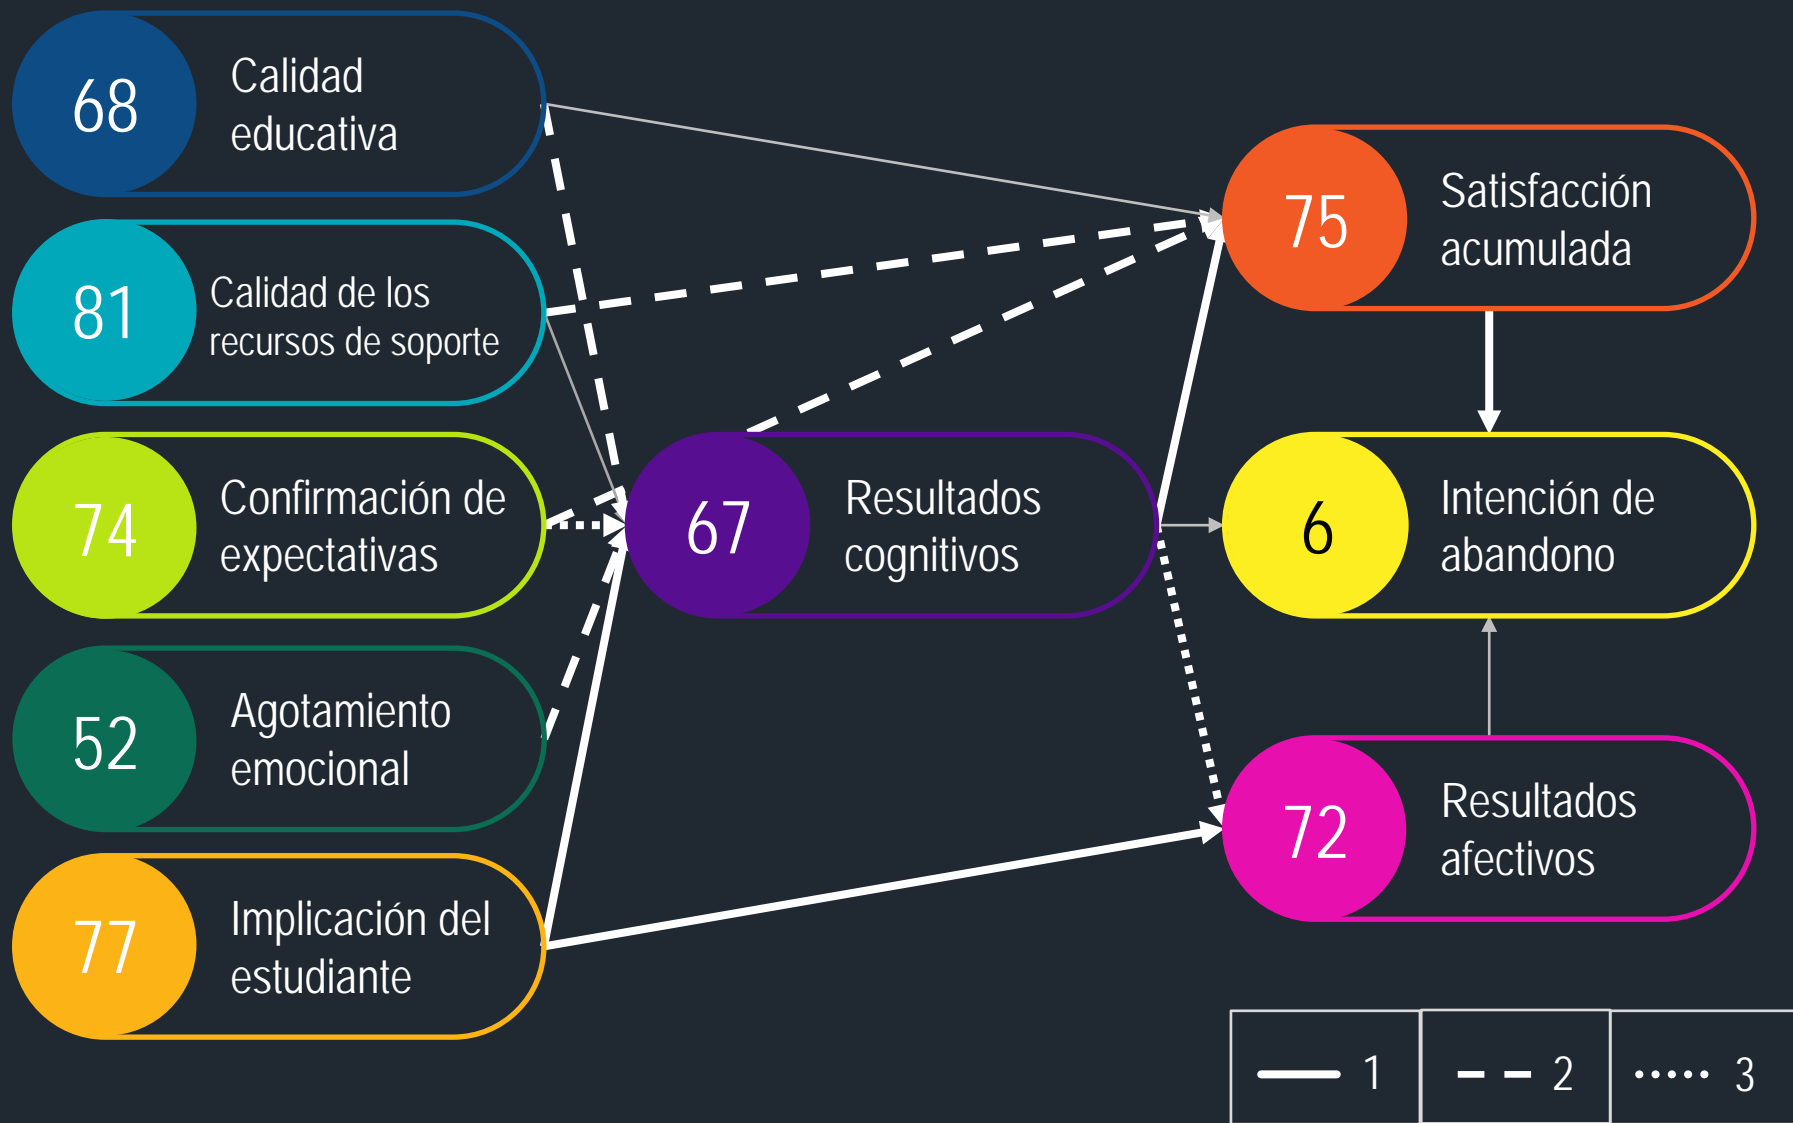 68
Calidad
educativa
81
Calidad de los
recursos de soporte
74
Confirmación de
expectativas
52
Agotamiento
emocional
77
Implicación del
estudiante
67
Resultados
cognitivos
75
Satisfacción
acumulada
6
Intención de
abandono
72
Resultados
afectivos
1
2
3